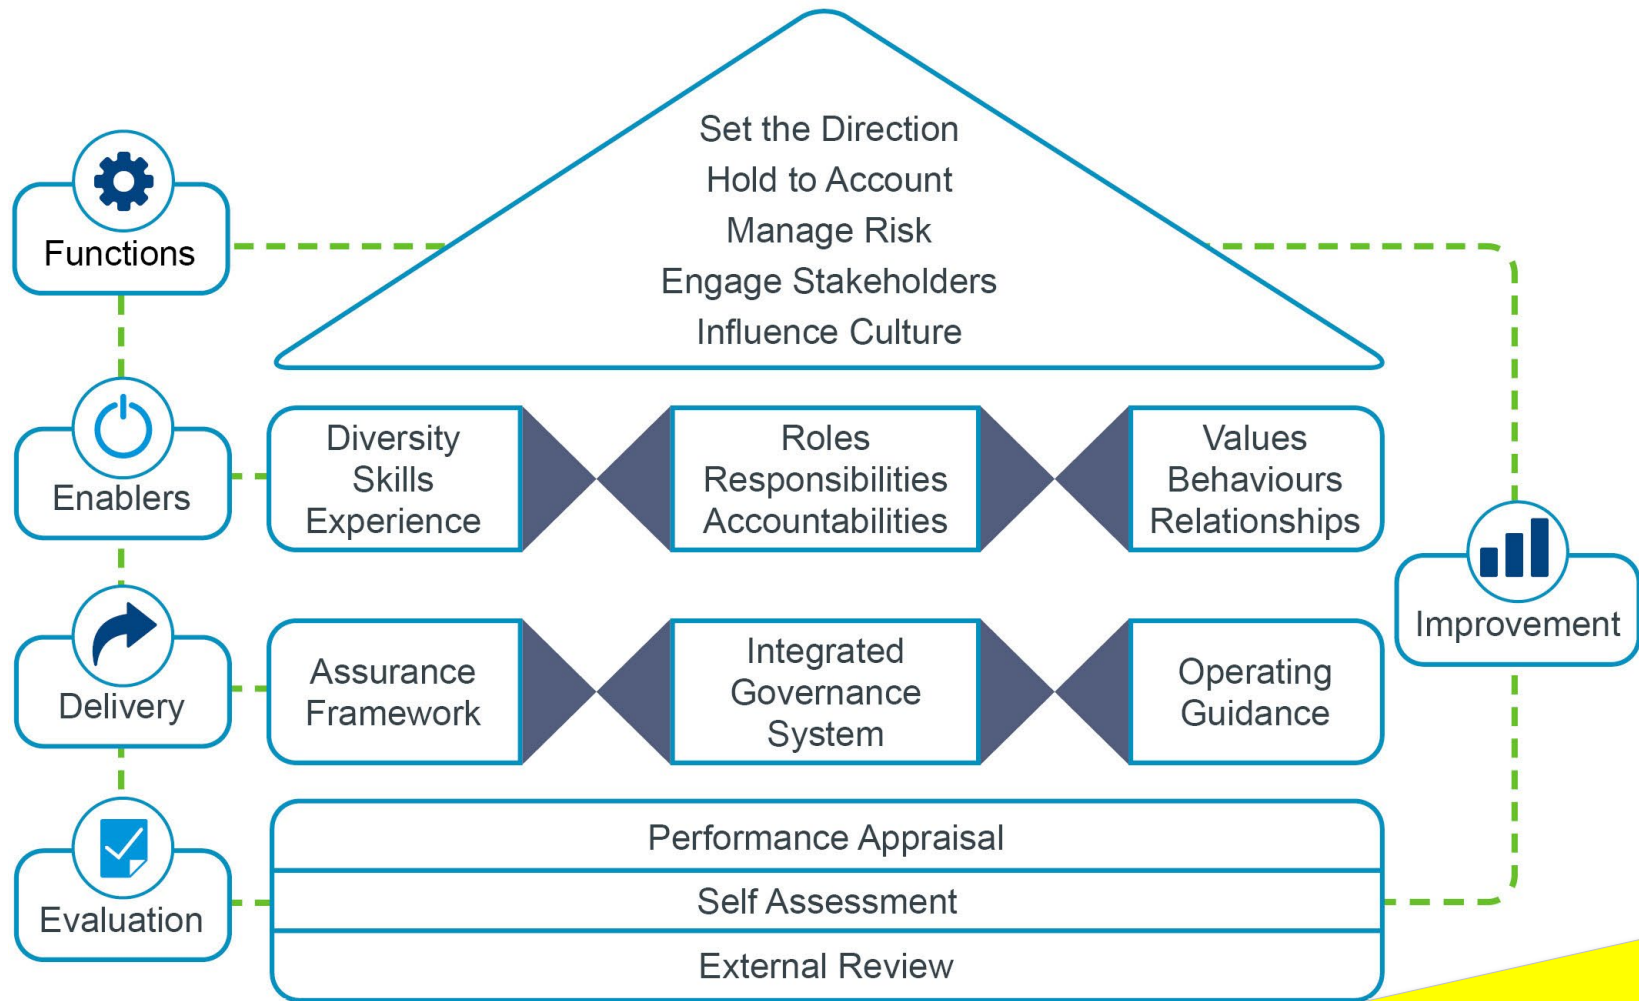 Functions
Set the Direction
Hold to Account
Manage Risk
Engage Stakeholders
Influence Culture
Enablers
Diversity
Skills
Experience
Roles
Responsibilities
Accountabilities
Values
Behaviours
Relationships
Delivery
Assurance
Framework
Integrated
Governance
System
Operating
Guidance
Improvement
Evaluation
Performance Appraisal
Self Assessment
External Review